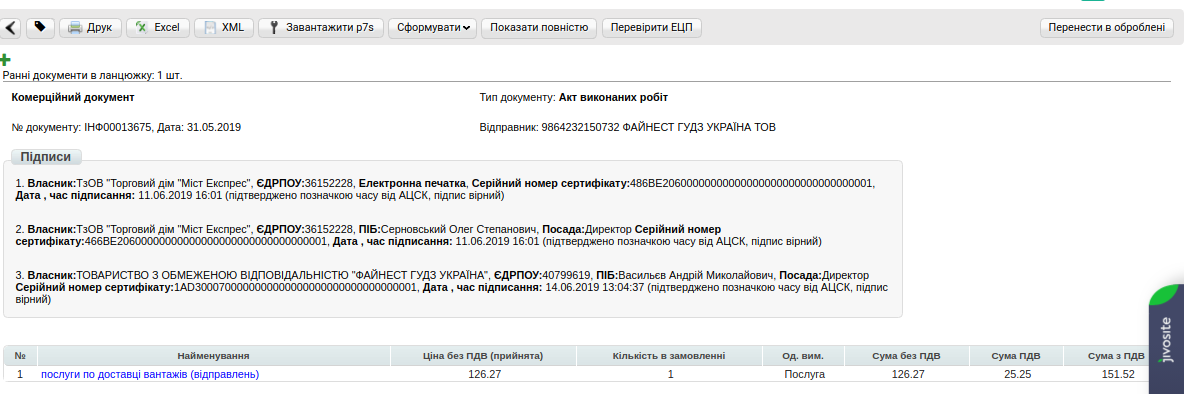 Друк Excel XML Завантажити p7s Сформувати Показати повністю Перевірити ЕЦП Перенести в оброблені
Ранні документи в ланцюжку: 1 шт.
Комерційний документ Тип документу: Акт виконаних робіт
№ документу: ІНФ00013675, Дата: 31.05.2019 Відправник: 9864232150732 ФАЙНЕСТ ГУДЗ УКРАЇНА ТОВ
Підписи
1. Власник:ТзОВ "Торговий дім "Міст Експрес", ЄДРПОУ:36152228, Електронна печатка, Серійний номер сертифікату:486BE20600000000000000000000000000000001,
Дата , час підписання: 11.06.2019 16:01 (підтверджено позначкою часу від АЦСК, підпис вірний)
2. Власник:ТзОВ "Торговий дім "Міст Експрес", ЄДРПОУ:36152228, ПІБ:Серновський Олег Степанович, Посада:Директор Серійний номер
сертифікату:466BE20600000000000000000000000000000001, Дата , час підписання: 11.06.2019 16:01 (підтверджено позначкою часу від АЦСК, підпис вірний)
3. Власник:ТОВАРИСТВО З ОБМЕЖЕНОЮ ВІДПОВІДАЛЬНІСТЮ "ФАЙНЕСТ ГУДЗ УКРАЇНА", ЄДРПОУ:40799619, ПІБ:Васильєв Андрій Миколайович, Посада:Директор
Серійний номер сертифікату:1AD3000700000000000000000000000000000001, Дата , час підписання: 14.06.2019 13:04:37 (підтверджено позначкою часу від АЦСК, підпис
вірний)
№ Найменування Ціна без ПДВ (прийнята) Кількість в замовленні Од. вим. Сума без ПДВ Сума ПДВ Сума з ПДВ
1 послуги по доставці вантажів (відправлень) 126.27 1 Послуга 126.27 25.25 151.52
jivosite